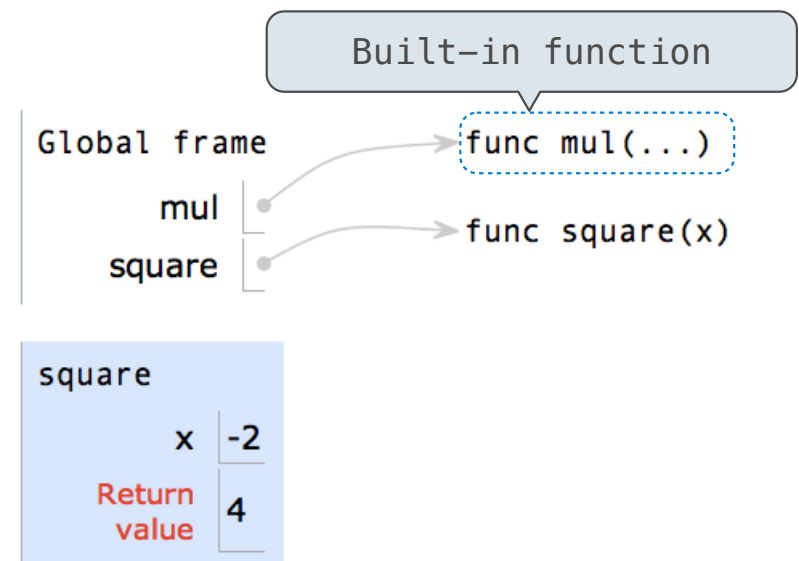 Built-in function
Global frame
func mul(...)
mul
func square(x)
square
square
x -2
Return
value 4